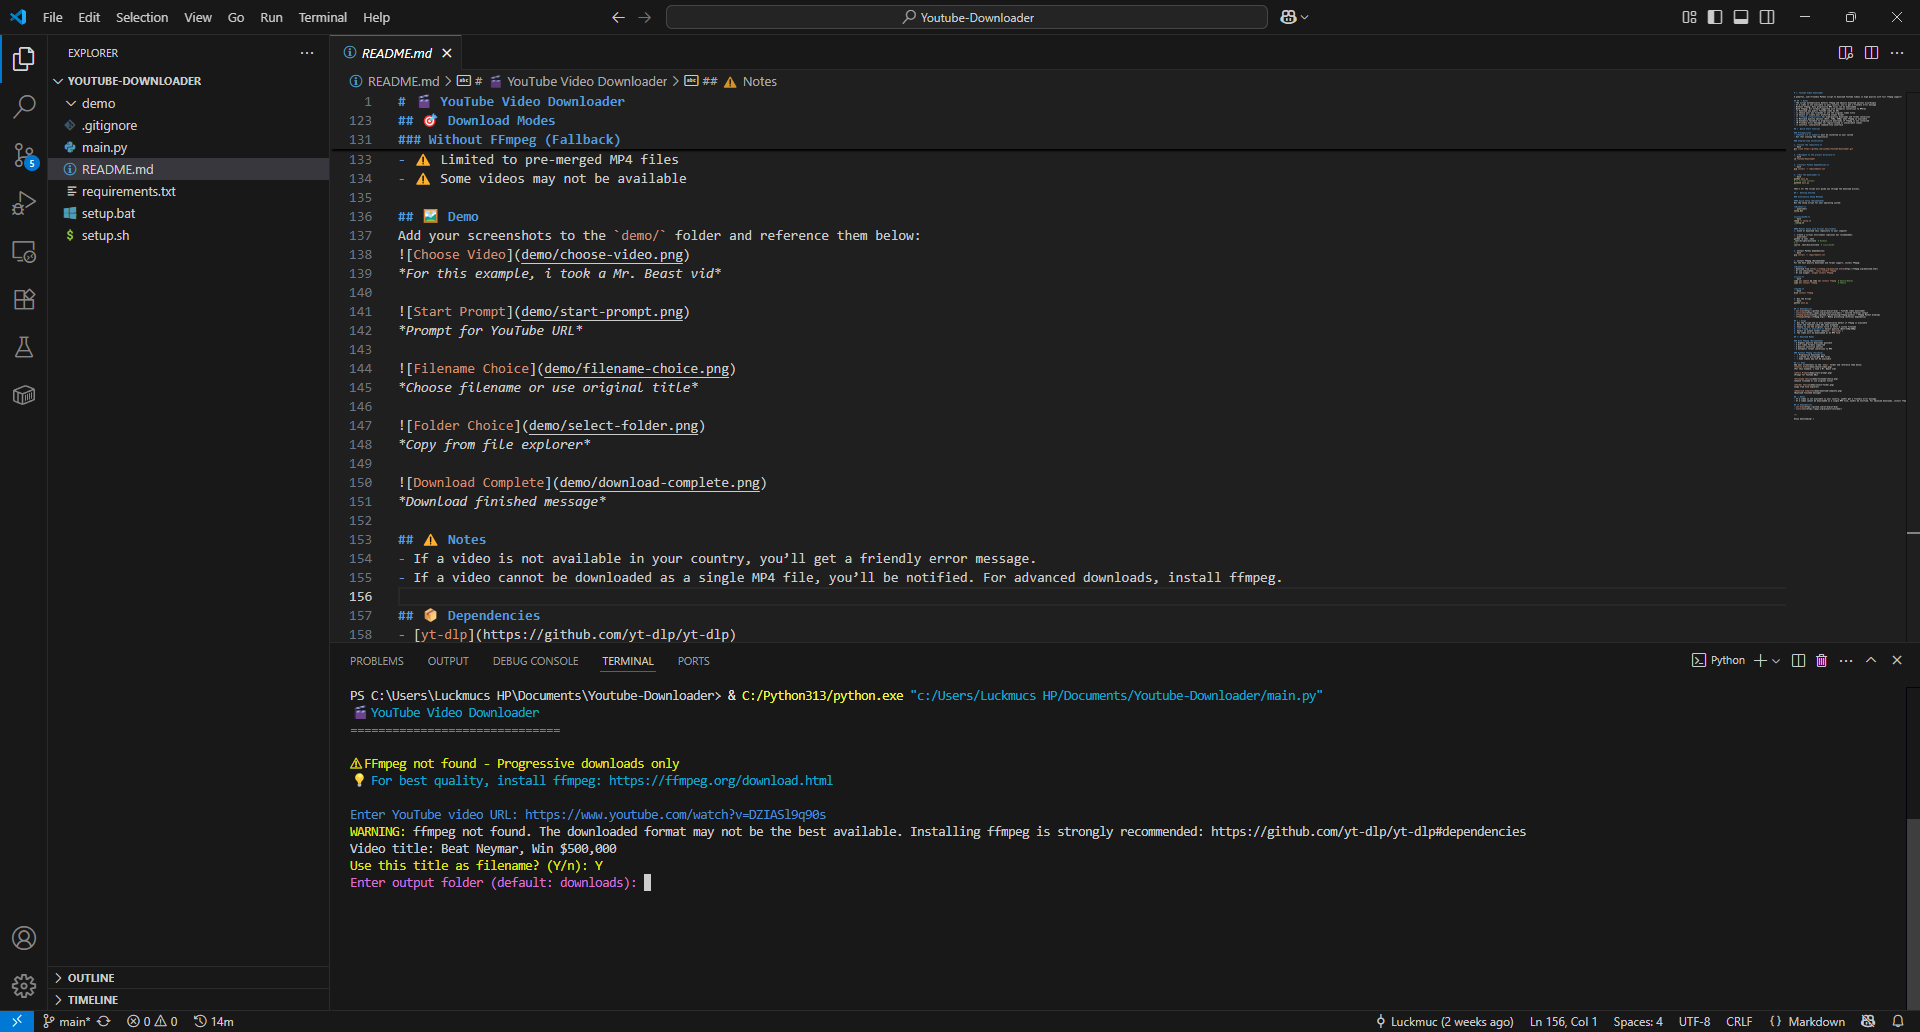 File Edit Selection View Go Run Terminal Help
Youtube-Downloader
EXPLORER
YOUTUBE-DOWNLOADER
demo
.gitignore
main.py
README.md
requirements.txt
setup.bat
setup.sh
5
OUTLINE
TIMELINE
README.md
README.md > # YouTube Video Downloader > ## Notes
1 # YouTube Video Downloader
123 ## Download Modes
131 ### Without FFmpeg (Fallback)
133 - ⚠️ Limited to pre-merged MP4 files
134 - ⚠️ Some videos may not be available
135
136 ## 🖼️ Demo
137 Add your screenshots to the `demo/` folder and reference them below:
138 ![Choose Video](demo/choose-video.png)
139 *For this example, i took a Mr. Beast vid*
140
141 ![Start Prompt](demo/start-prompt.png)
142 *Prompt for YouTube URL*
143
144 ![Filename Choice](demo/filename-choice.png)
145 *Choose filename or use original title*
146
147 ![Folder Choice](demo/select-folder.png)
148 *Copy from file explorer*
149
150 ![Download Complete](demo/download-complete.png)
151 *Download finished message*
152
153 ## ⚠️ Notes
154 - If a video is not available in your country, you’ll get a friendly error message.
155 - If a video cannot be downloaded as a single MP4 file, you’ll be notified. For advanced downloads, install ffmpeg.
156
157 ## 📦 Dependencies
158 - [yt-dlp](https://github.com/yt-dlp/yt-dlp)
PROBLEMS OUTPUT DEBUG CONSOLE TERMINAL PORTS
Python
PS C:\Users\Luckmucs HP\Documents\Youtube-Downloader> & C:/Python313/python.exe "c:/Users/Luckmucs HP/Documents/Youtube-Downloader/main.py"
🎬 YouTube Video Downloader
==============================
⚠ FFmpeg not found - Progressive downloads only
💡 For best quality, install ffmpeg: https://ffmpeg.org/download.html
Enter YouTube video URL: https://www.youtube.com/watch?v=DZIASl9q90s
WARNING: ffmpeg not found. The downloaded format may not be the best available. Installing ffmpeg is strongly recommended: https://github.com/yt-dlp/yt-dlp#dependencies
Video title: Beat Neymar, Win $500,000
Use this title as filename? (Y/n): Y
Enter output folder (default: downloads):
main* 0 0 14m
Luckmuc (2 weeks ago) Ln 156, Col 1 Spaces: 4 UTF-8 CRLF {} Markdown